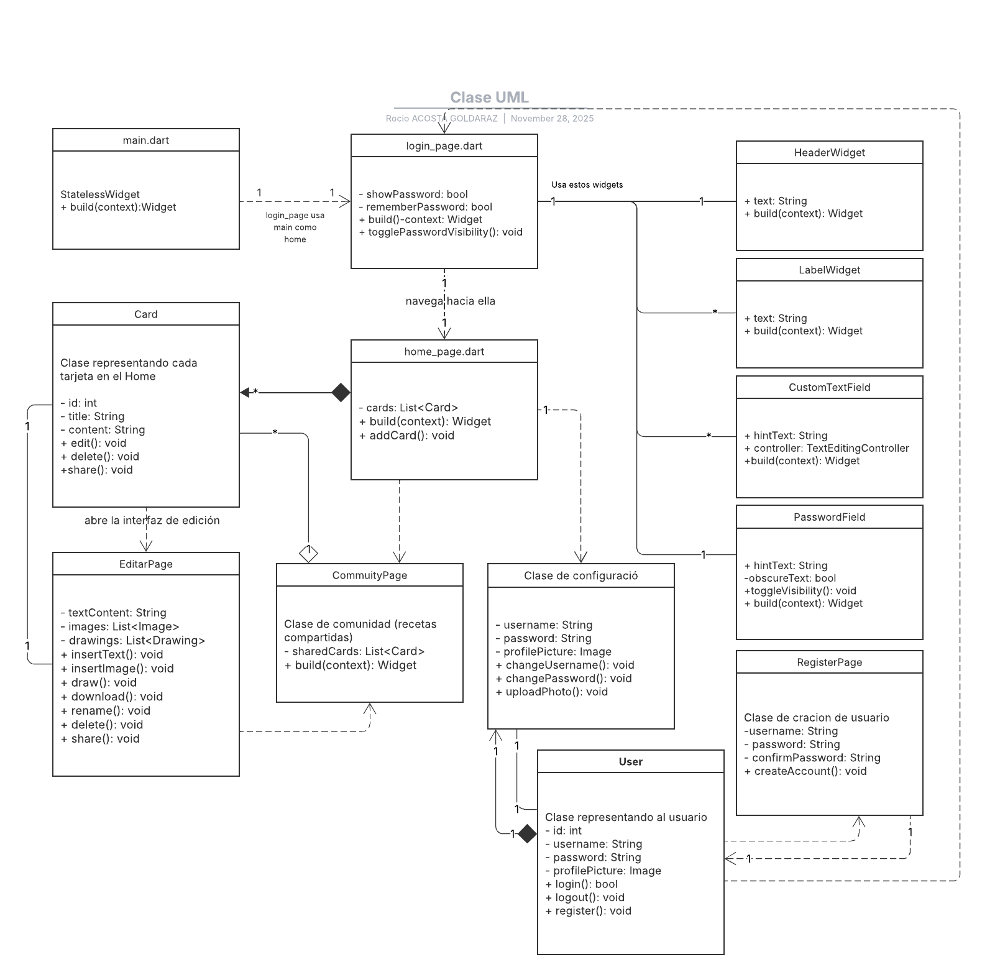 Clase UML
Rocio ACOSTA GOLDARAZ | November 28, 2025
main.dart
StatelessWidget
+ build(context):Widget
1
1
login_page usa
main como
home
login_page.dart
- showPassword: bool
- rememberPassword: bool
+ build()-context: Widget
+ togglePasswordVisibility(): void
Usa estos widgets
1
1
HeaderWidget
+ text: String
+ build(context): Widget
LabelWidget
+ text: String
+ build(context): Widget
*
CustomTextField
+ hintText: String
+ controller: TextEditingController
+build(context): Widget
*
PasswordField
+ hintText: String
-obscureText: bool
+toggleVisibility(): void
+ build(context): Widget
1
1
navega hacia ella
1
Card
Clase representando cada
tarjeta en el Home
- id: int
- title: String
- content: String
+ edit(): void
+ delete(): void
+share(): void
*
*
1
home_page.dart
- cards: List<Card>
+ build(context): Widget
+ addCard(): void
1
1
1
abre la interfaz de edición
EditarPage
- textContent: String
- images: List<Image>
- drawings: List<Drawing>
+ insertText(): void
+ insertImage(): void
+ draw(): void
+ download(): void
+ rename(): void
+ delete(): void
+ share(): void
CommuityPage
Clase de comunidad (recetas
compartidas)
- sharedCards: List<Card>
+ build(context): Widget
Clase de configuració
- username: String
- password: String
- profilePicture: Image
+ changeUsername(): void
+ changePassword(): void
+ uploadPhoto(): void
1
1
1
1
RegisterPage
Clase de cracion de usuario
-username: String
- password: String
- confirmPassword: String
+ createAccount(): void
1
1
User
Clase representando al usuario
- id: int
- username: String
- password: String
- profilePicture: Image
+ login(): bool
+ logout(): void
+ register(): void